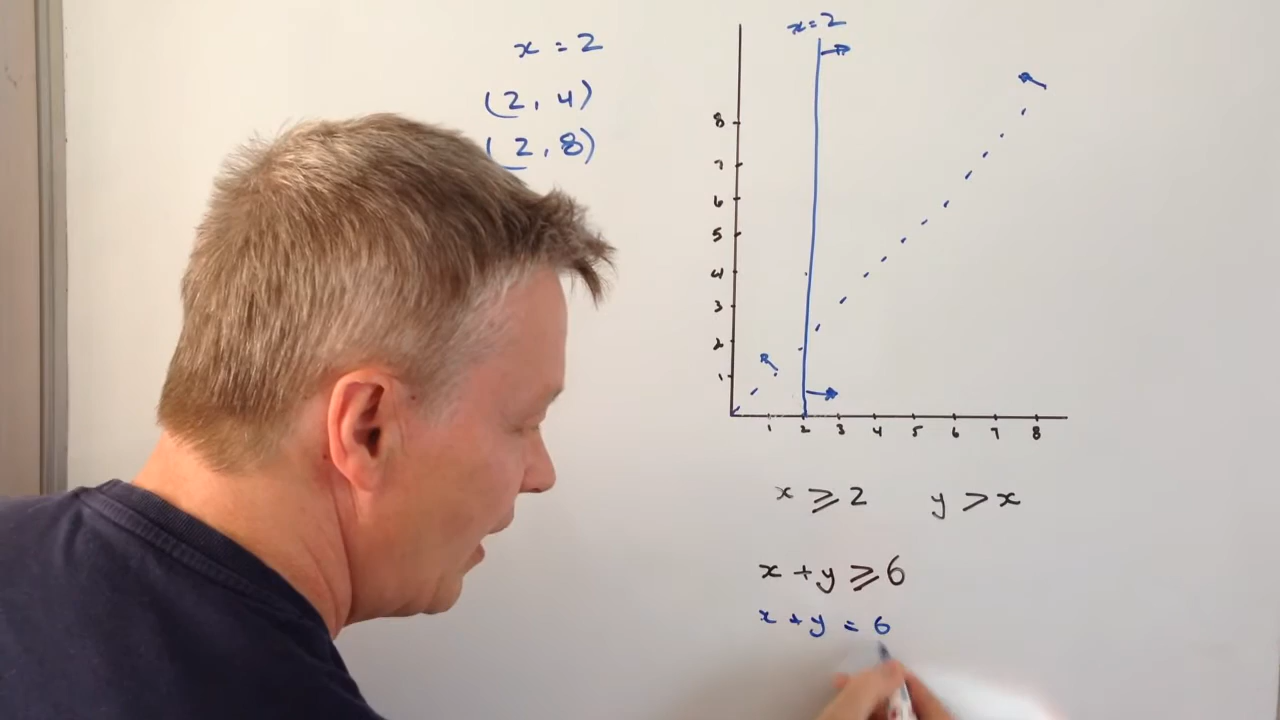 x = 2
(2, 4)
(2, 8)
x = 2
8
7
6
5
4
3
2
1
1 2 3 4 5 6 7 8
x ⩾ 2 y > x
x + y ⩾ 6
x + y = 6